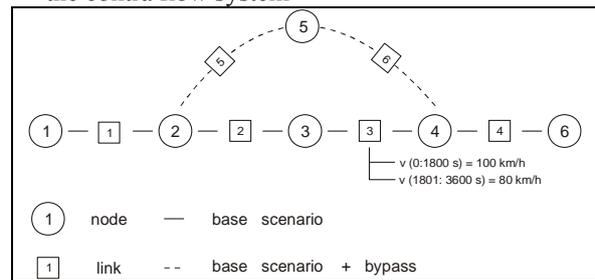 the contra-flow system
5
5
6
1
1
2
2
3
3
4
4
6
v (0:1800 s) = 100 km/h
v (1801: 3600 s) = 80 km/h
1 node — base scenario
1 link -- base scenario + bypass